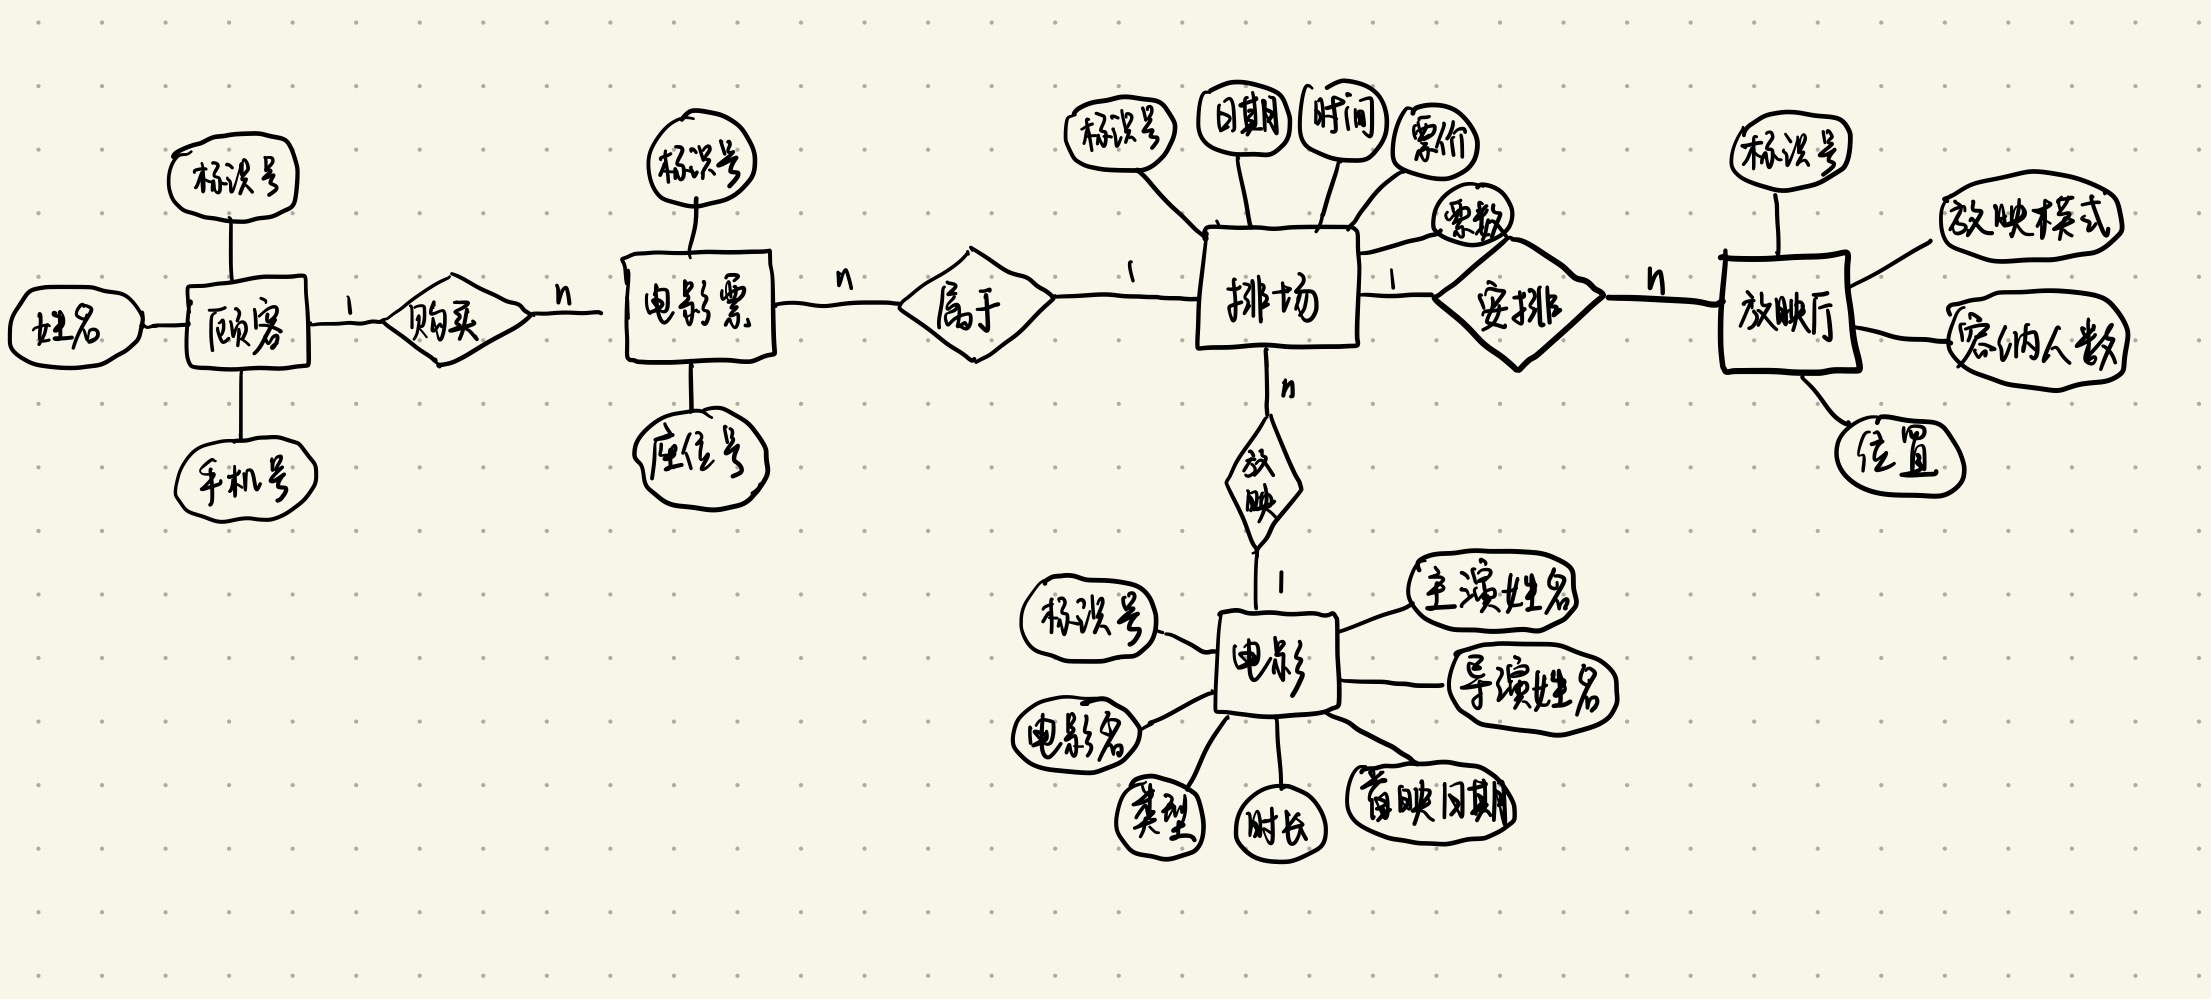 标识号
姓名
顾客
手机号
1
购买
n
标识号
电影票
座位号
n
属于
1
标识号
日期
时间
票价
票数
排场
1
安排
n
标识号
放映模式
放映厅
容纳人数
位置
n
放
映
1
标识号
主演姓名
电影
导演姓名
电影名
类型
时长
首映日期